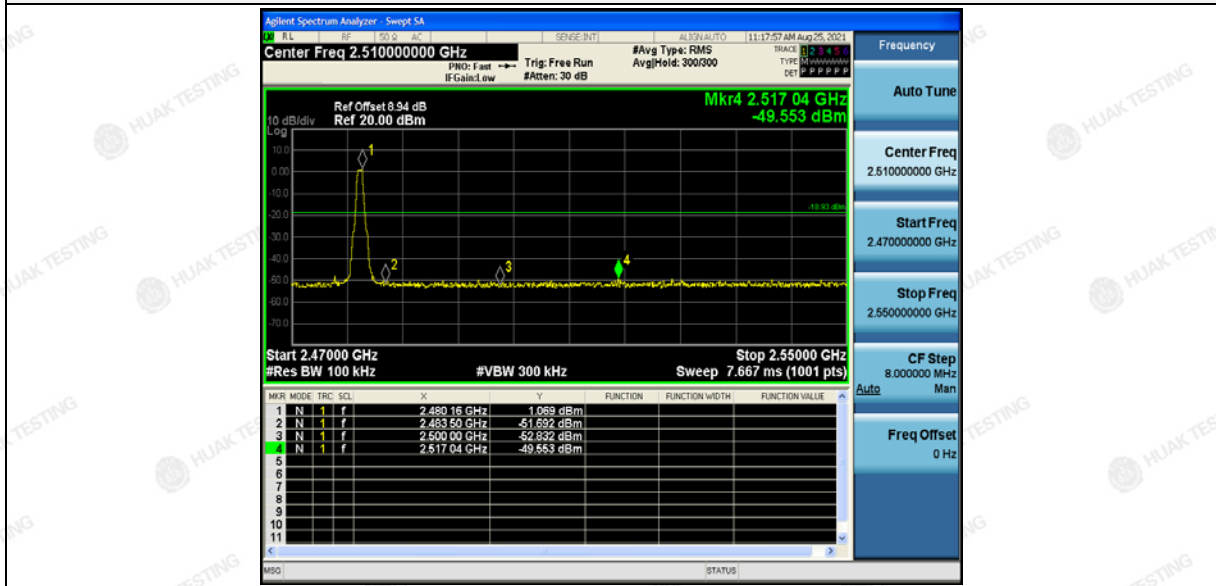 Agilent Spectrum Analyzer - Swept SA
RL RF 50 Ω AC SENSE:INT ALIGN AUTO 11:17:57 AM Aug 25, 2021
Center Freq 2.510000000 GHz
PNO: Fast
IFGain:Low
Trig: Free Run
#Atten: 30 dB
#Avg Type: RMS
Avg|Hold: 300/300
TRACE 1 2 3 4 5 6
TYPE M
DET P P P P P P
Ref Offset 8.94 dB
10 dB/div Ref 20.00 dBm
Log
Mkr4 2.517 04 GHz
-49.553 dBm
10.0
0.00
-10.0
-20.0
-30.0
-40.0
-50.0
-60.0
-70.0
1
2
3
4
-18.93 dBm
Start 2.47000 GHz Stop 2.55000 GHz
#Res BW 100 kHz #VBW 300 kHz Sweep 7.667 ms (1001 pts)
MKR MODE TRC SCL X Y FUNCTION FUNCTION WIDTH FUNCTION VALUE
1 N 1 f 2.480 16 GHz 1.069 dBm
2 N 1 f 2.483 50 GHz -51.692 dBm
3 N 1 f 2.500 00 GHz -52.832 dBm
4 N 1 f 2.517 04 GHz -49.553 dBm
5
6
7
8
9
10
11
MSG STATUS
Frequency
Auto Tune
Center Freq
2.510000000 GHz
Start Freq
2.470000000 GHz
Stop Freq
2.550000000 GHz
CF Step
8.000000 MHz
Auto Man
Freq Offset
0 Hz
HUAK TESTING
HUAK TESTING
HUAK TESTING